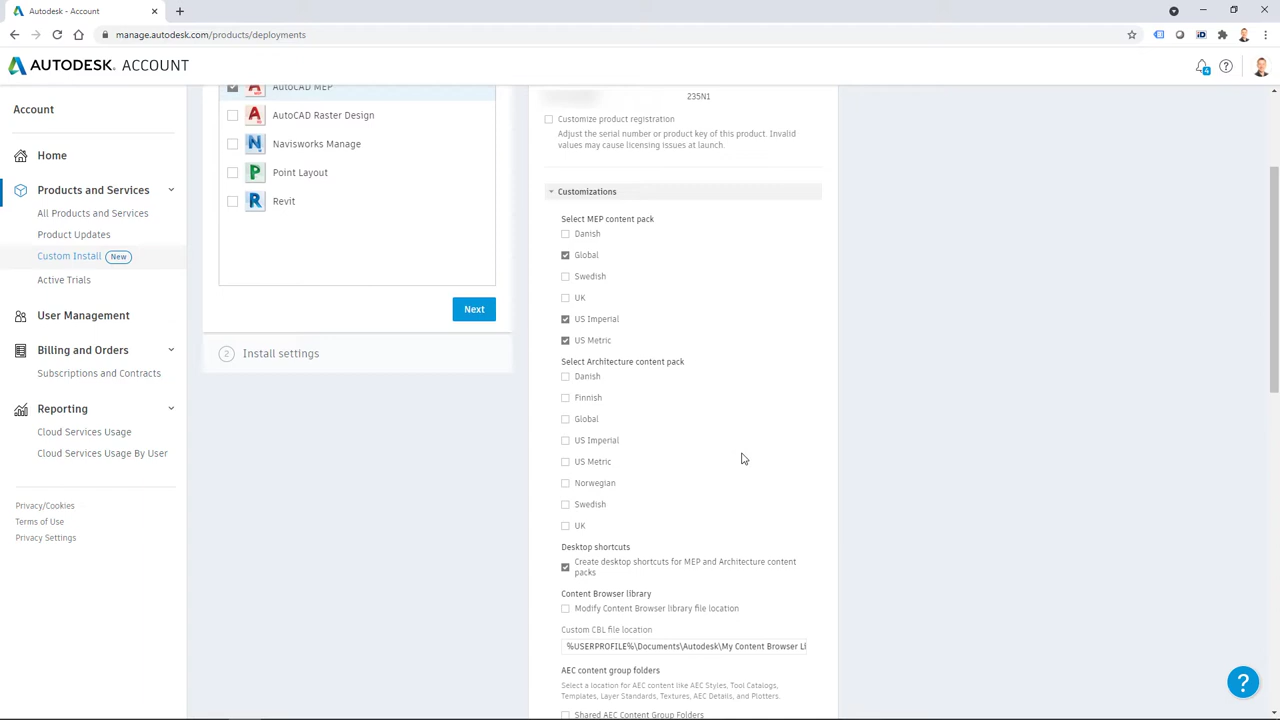 Autodesk - Account
manage.autodesk.com/products/deployments
AUTODESK ACCOUNT
4
Account
Home
Products and Services
All Products and Services
Product Updates
Custom Install New
Active Trials
User Management
Billing and Orders
Subscriptions and Contracts
Reporting
Cloud Services Usage
Cloud Services Usage By User
Privacy/Cookies
Terms of Use
Privacy Settings
AutoCAD MEP
AutoCAD Raster Design
Navisworks Manage
Point Layout
Revit
Next
2 Install settings
235N1
Customize product registration
Adjust the serial number or product key of this product. Invalid
values may cause licensing issues at launch.
Customizations
Select MEP content pack
Danish
Global
Swedish
UK
US Imperial
US Metric
Select Architecture content pack
Danish
Finnish
Global
US Imperial
US Metric
Norwegian
Swedish
UK
Desktop shortcuts
Create desktop shortcuts for MEP and Architecture content
packs
Content Browser library
Modify Content Browser library file location
Custom CBL file location
%USERPROFILE%\Documents\Autodesk\My Content Browser Li
AEC content group folders
Select a location for AEC content like AEC Styles, Tool Catalogs,
Templates, Layer Standards, Textures, AEC Details, and Plotters.
Shared AEC Content Group Folders